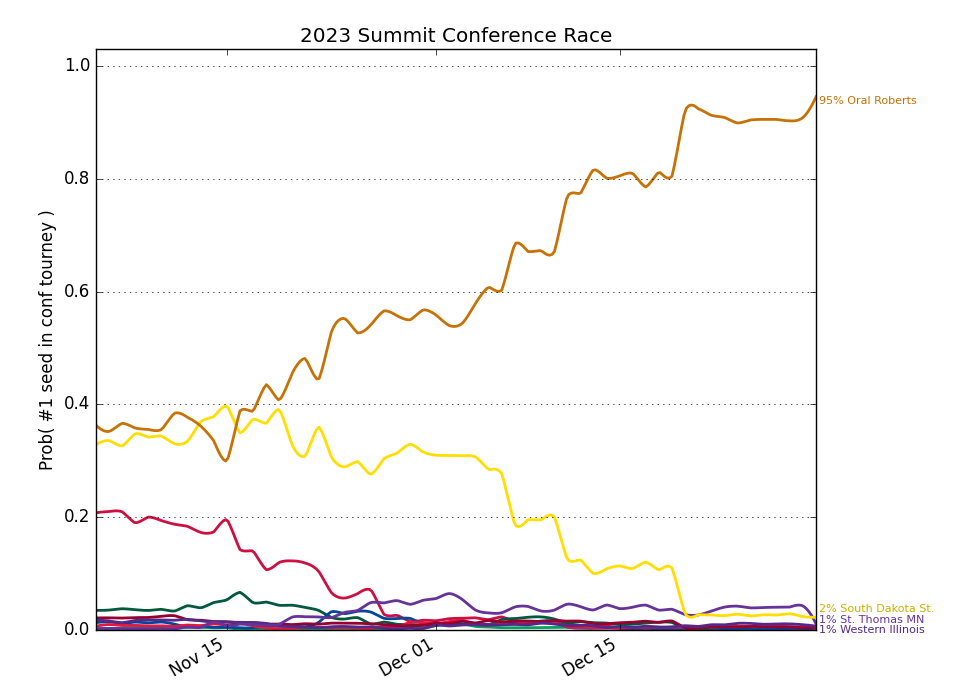 2023 Summit Conference Race
Prob( #1 seed in conf tourney )
1.0
0.8
0.6
0.4
0.2
0.0
Nov 15
Dec 01
Dec 15
95% Oral Roberts
2% South Dakota St.
1% St. Thomas MN
1% Western Illinois